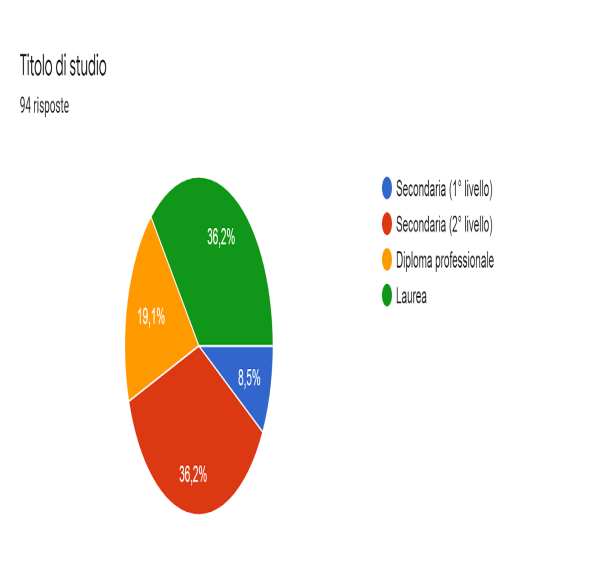 Titolo di studio
94 risposte
Secondaria (1° livello)
Secondaria (2° livello)
Diploma professionale
Laurea
36,2%
19,1%
8,5%
36,2%